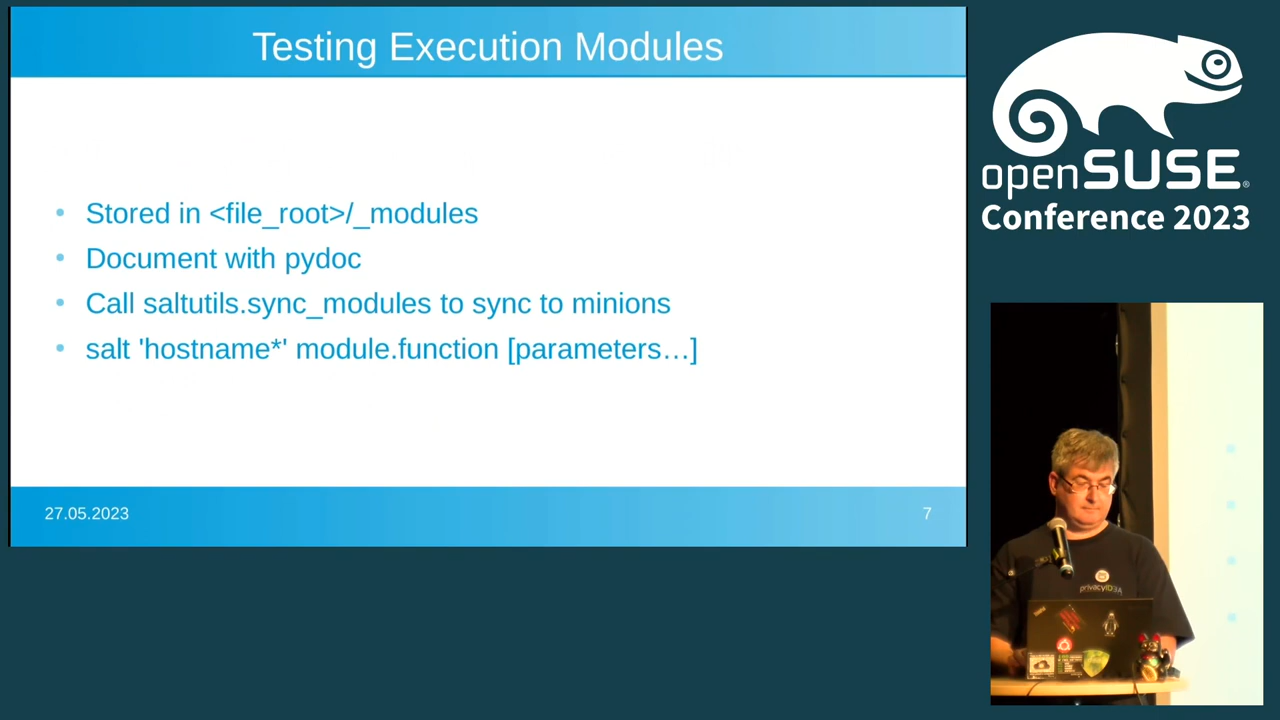 Testing Execution Modules
• Stored in <file_root>/_modules
• Document with pydoc
• Call saltutils.sync_modules to sync to minions
• salt 'hostname*' module.function [parameters…]
27.05.2023
7
openSUSE®
Conference 2023
privacyIDEA